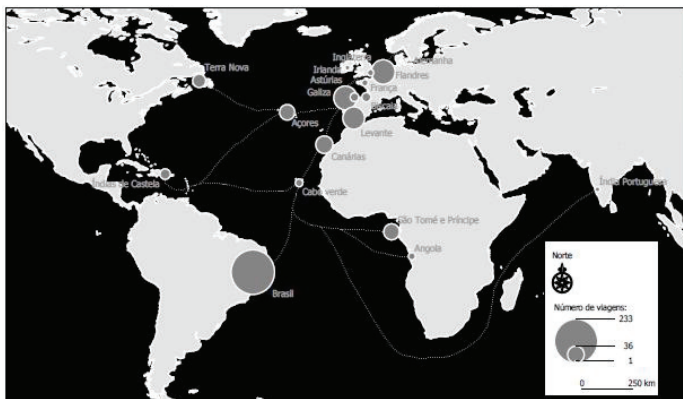 Terra Nova
Inglaterra
Alemanha
Irlanda
Flandres
Astúrias
França
Galiza
Biscaia
Açores
Levante
Canárias
Índias de Castela
Cabo verde
Índia Portuguesa
São Tomé e Príncipe
Angola
Brasil
Norte
Número de viagens:
233
36
1
0 250 km